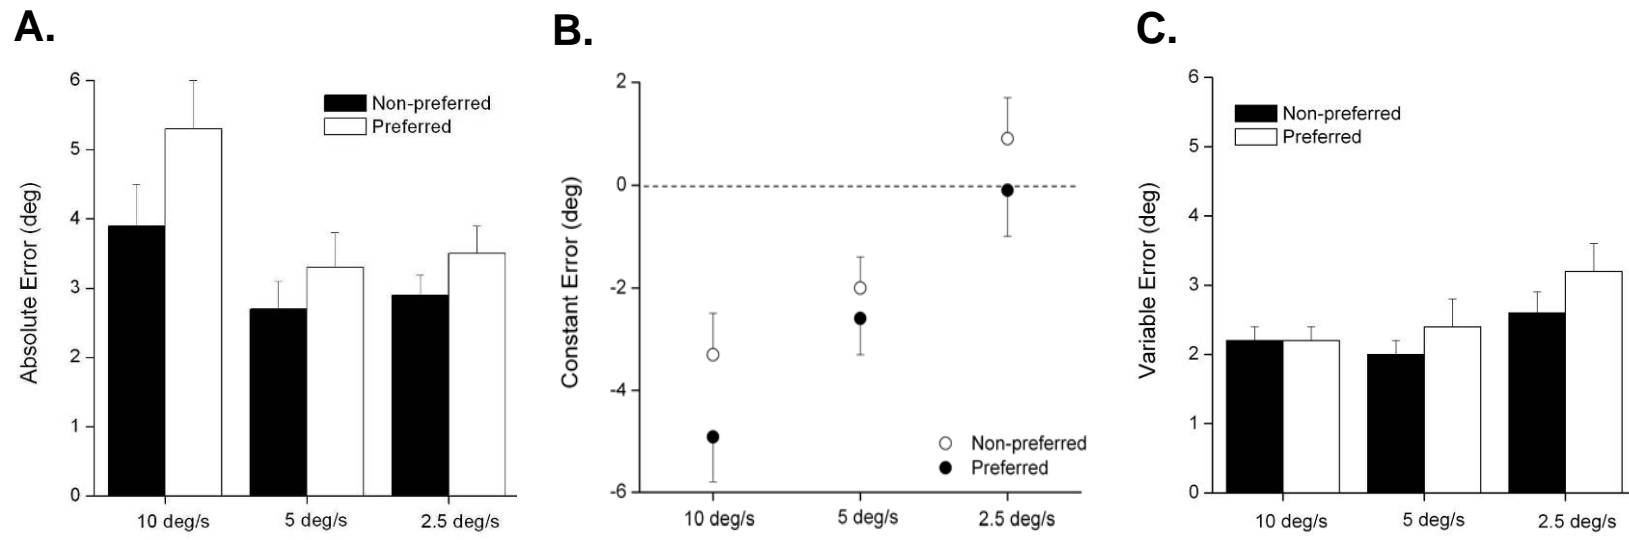 A.
Absolute Error (deg)
6
5
4
3
2
1
0
Non-preferred
Preferred
10 deg/s
5 deg/s
2.5 deg/s
B.
Constant Error (deg)
2
0
-2
-4
-6
Non-preferred
Preferred
10 deg/s
5 deg/s
2.5 deg/s
C.
Variable Error (deg)
6
5
4
3
2
1
0
Non-preferred
Preferred
10 deg/s
5 deg/s
2.5 deg/s